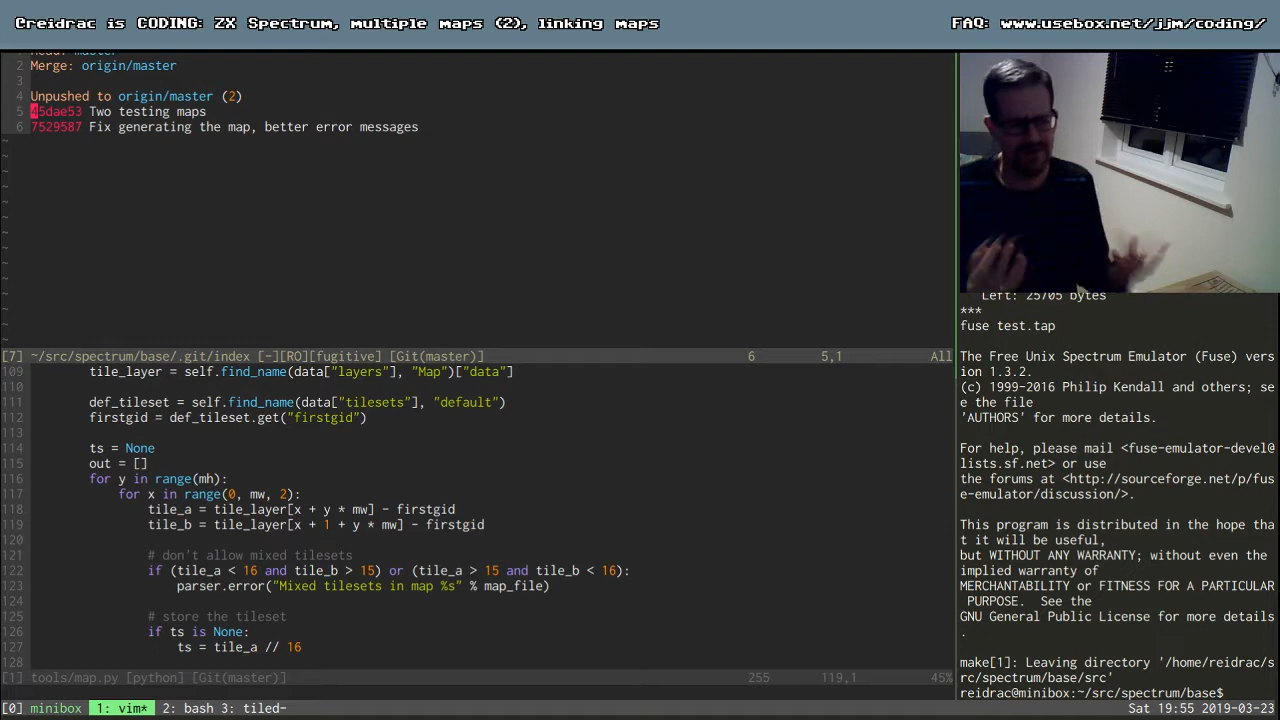 Creidrac is CODING: ZX Spectrum, multiple maps (2), linking maps
FAQ: www.usebox.net/jjm/coding/
1 Head: master
2 Merge: origin/master
3
4 Unpushed to origin/master (2)
5 45dae53 Two testing maps
6 7529587 Fix generating the map, better error messages
~
~
~
~
~
~
~
~
~
~
~
~
~
[7] ~/src/spectrum/base/.git/index [-][RO][fugitive] [Git(master)] 6 5,1 All
109 tile_layer = self.find_name(data["layers"], "Map")["data"]
110
111 def_tileset = self.find_name(data["tilesets"], "default")
112 firstgid = def_tileset.get("firstgid")
113
114 ts = None
115 out = []
116 for y in range(mh):
117 for x in range(0, mw, 2):
118 tile_a = tile_layer[x + y * mw] - firstgid
119 tile_b = tile_layer[x + 1 + y * mw] - firstgid
120
121 # don't allow mixed tilesets
122 if (tile_a < 16 and tile_b > 15) or (tile_a > 15 and tile_b < 16):
123 parser.error("Mixed tilesets in map %s" % map_file)
124
125 # store the tileset
126 if ts is None:
127 ts = tile_a // 16
128
[1] tools/map.py [python] [Git(master)] 255 119,1 45%
Left: 25705 bytes
***
fuse test.tap
The Free Unix Spectrum Emulator (Fuse) vers
ion 1.3.2.
(c) 1999-2016 Philip Kendall and others; se
e the file
'AUTHORS' for more details.
For help, please mail <fuse-emulator-devel@
lists.sf.net> or use
the forums at <http://sourceforge.net/p/fus
e-emulator/discussion/>.
This program is distributed in the hope tha
t it will be useful,
but WITHOUT ANY WARRANTY; without even the
implied warranty of
MERCHANTABILITY or FITNESS FOR A PARTICULAR
PURPOSE.  See the
GNU General Public License for more details
.
make[1]: Leaving directory '/home/reidrac/s
rc/spectrum/base/src'
reidrac@minibox:~/src/spectrum/base$
[0] minibox 1: vim* 2: bash 3: tiled- Sat 19:55 2019-03-23